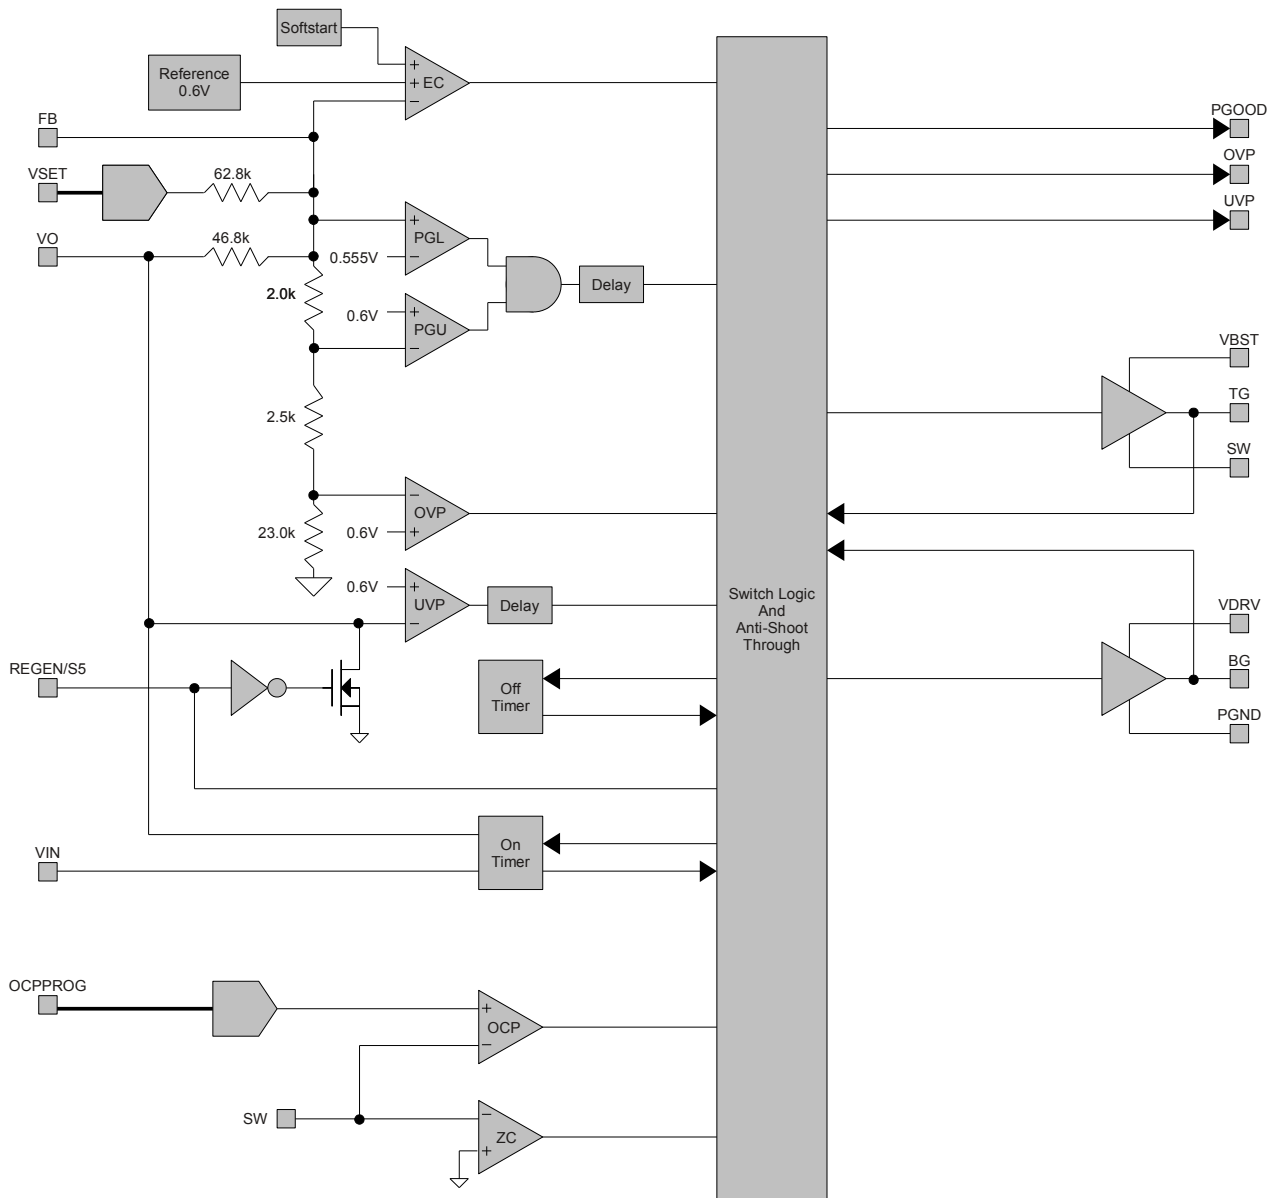 Softstart
Reference
0.6V
+
+
−
EC
FB
VSET
62.8k
VO
46.8k
+
−
PGL
0.555V
2.0k
Delay
0.6V
+
−
PGU
2.5k
−
+
OVP
23.0k
0.6V
0.6V
+
−
UVP
Delay
REGEN/S5
Off
Timer
On
Timer
VIN
OCPPROG
+
−
OCP
SW
−
+
ZC
Switch Logic
And
Anti-Shoot
Through
PGOOD
OVP
UVP
VBST
TG
SW
VDRV
BG
PGND